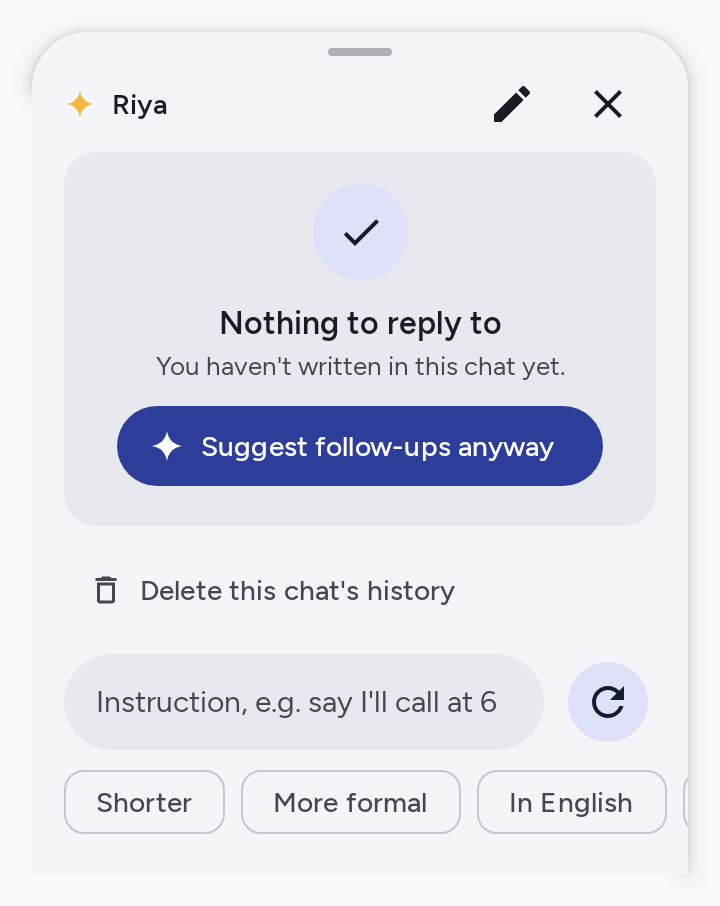 Riya
Nothing to reply to
You haven't written in this chat yet.
Suggest follow-ups anyway
Delete this chat's history
Instruction, e.g. say I'll call at 6
Shorter
More formal
In English